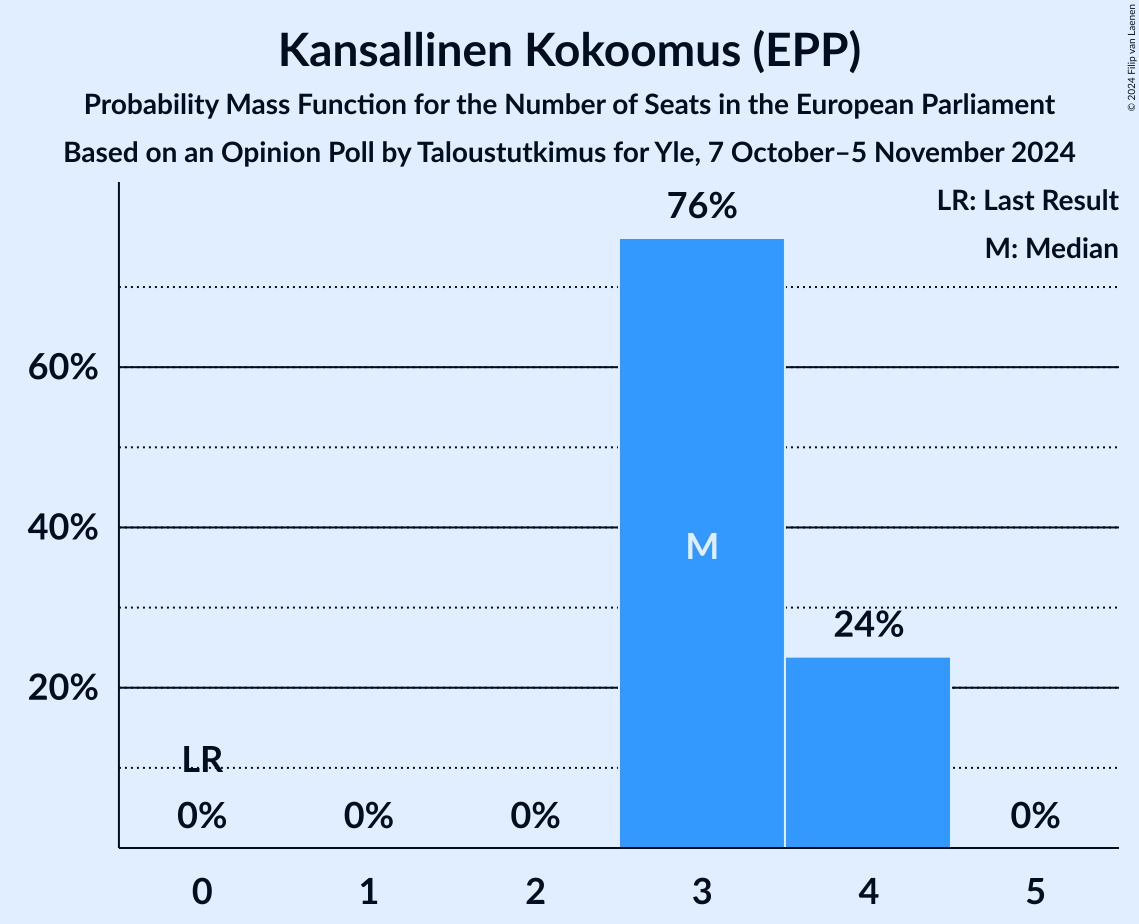 Kansallinen Kokoomus (EPP)
Probability Mass Function for the Number of Seats in the European Parliament
Based on an Opinion Poll by Taloustutkimus for Yle, 7 October–5 November 2024
© 2024 Filip van Laenen
LR: Last Result
M: Median
76%
60%
40%
M
24%
20%
LR
0% 0% 0% 0%
0 1 2 3 4 5